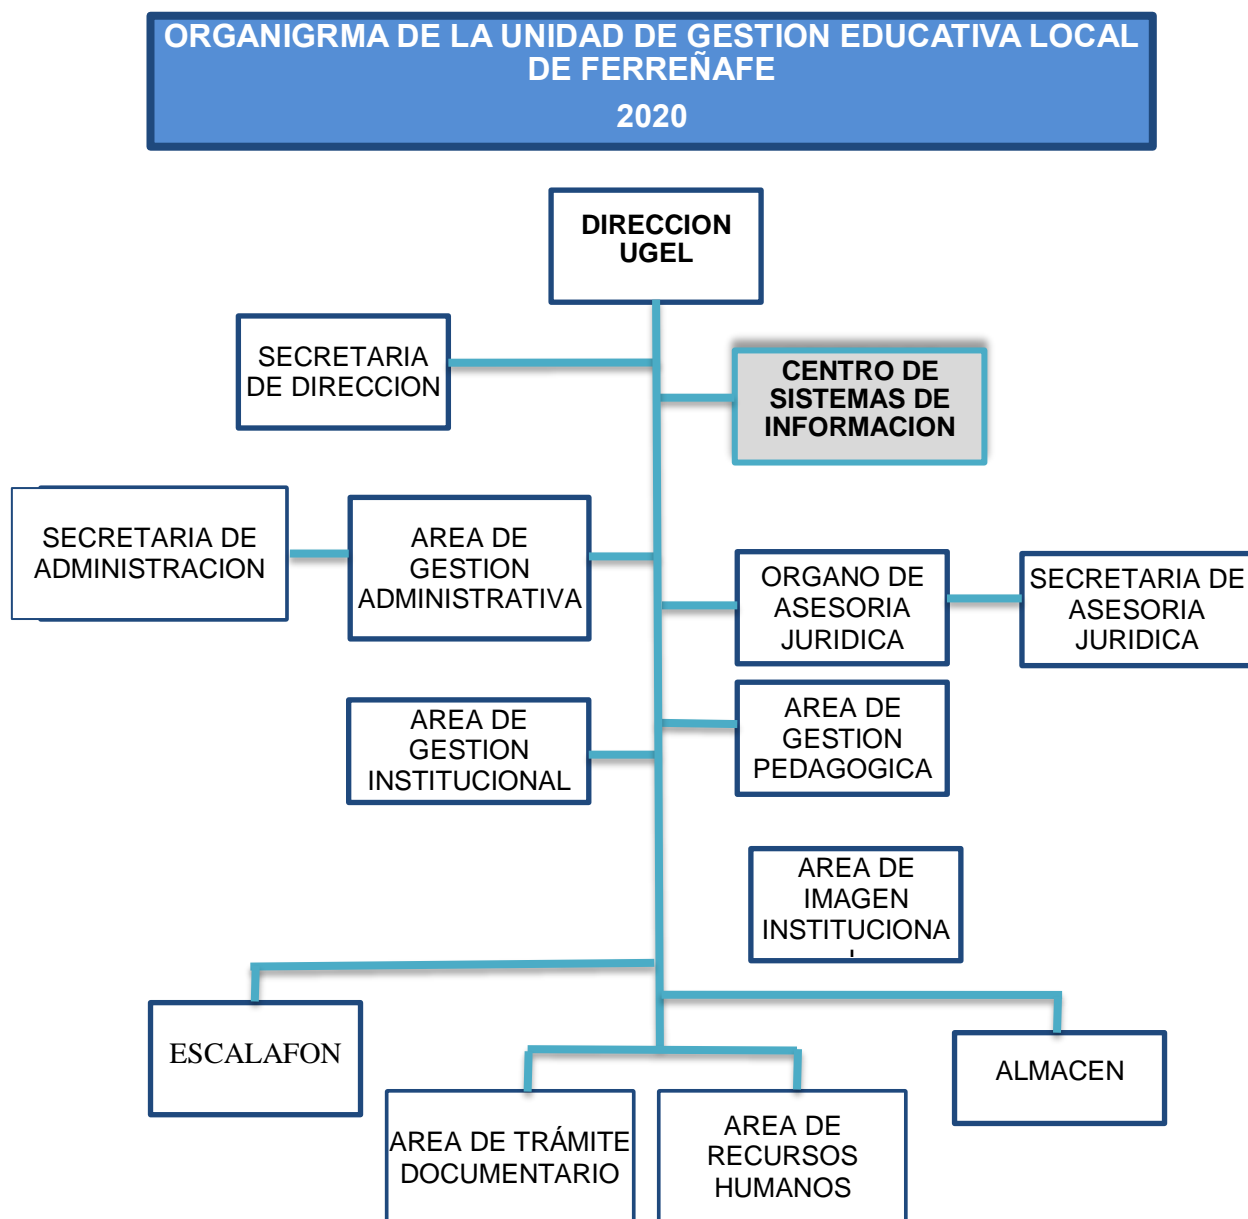 ORGANIGRMA DE LA UNIDAD DE GESTION EDUCATIVA LOCAL
DE FERREÑAFE
2020
DIRECCION
UGEL
SECRETARIA
DE DIRECCION
CENTRO DE
SISTEMAS DE
INFORMACION
SECRETARIA DE
ADMINISTRACION
AREA DE
GESTION
ADMINISTRATIVA
ORGANO DE
ASESORIA
JURIDICA
SECRETARIA DE
ASESORIA
JURIDICA
AREA DE
GESTION
INSTITUCIONAL
AREA DE
GESTION
PEDAGOGICA
AREA DE
IMAGEN
INSTITUCIONA
ESCALAFON
ALMACEN
AREA DE TRÁMITE
DOCUMENTARIO
AREA DE
RECURSOS
HUMANOS